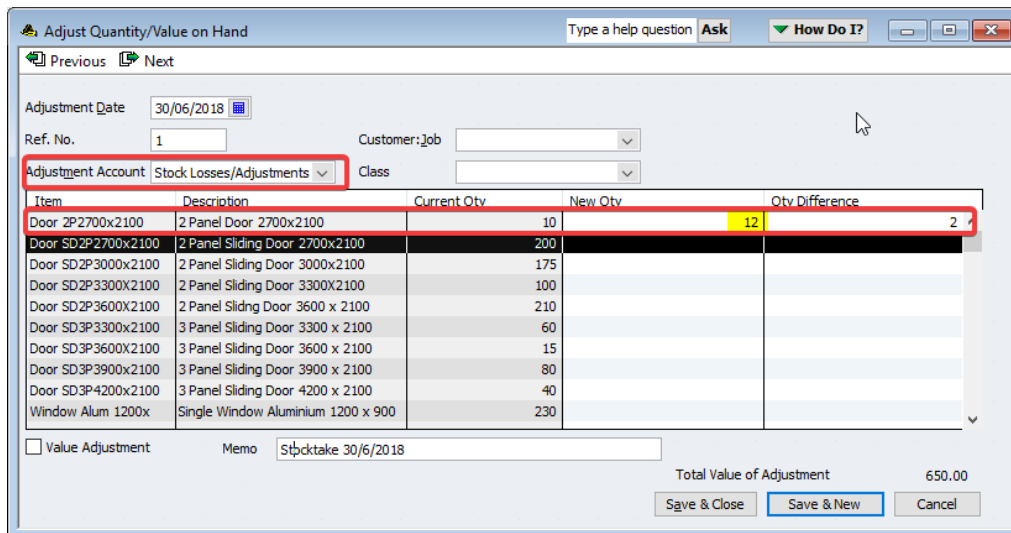 Adjust Quantity/Value on Hand Type a help question Ask How Do I?
Previous Next
Adjustment Date 30/06/2018
Ref. No. 1 Customer:Job
Adjustment Account Stock Losses/Adjustments Class
Item Description Current Qty New Qty Qty Difference
Door 2P2700x2100 2 Panel Door 2700x2100 10 12 2
Door SD2P2700x2100 2 Panel Sliding Door 2700x2100 200
Door SD2P3000x2100 2 Panel Sliding Door 3000x2100 175
Door SD2P3300x2100 2 Panel Sliding Door 3300X2100 100
Door SD2P3600X2100 2 Panel Slidng Door 3600 x 2100 210
Door SD3P3300x2100 3 Panel Sliding Door 3300 x 2100 60
Door SD3P3600X2100 3 Panel Sliding Door 3600 x 2100 15
Door SD3P3900x2100 3 Panel Sliding Door 3900 x 2100 80
Door SD3P4200x2100 3 Panel Sliding Door 4200 x 2100 40
Window Alum 1200x Single Window Aluminium 1200 x 900 230
Value Adjustment Memo Stocktake 30/6/2018
Total Value of Adjustment 650.00
Save & Close Save & New Cancel